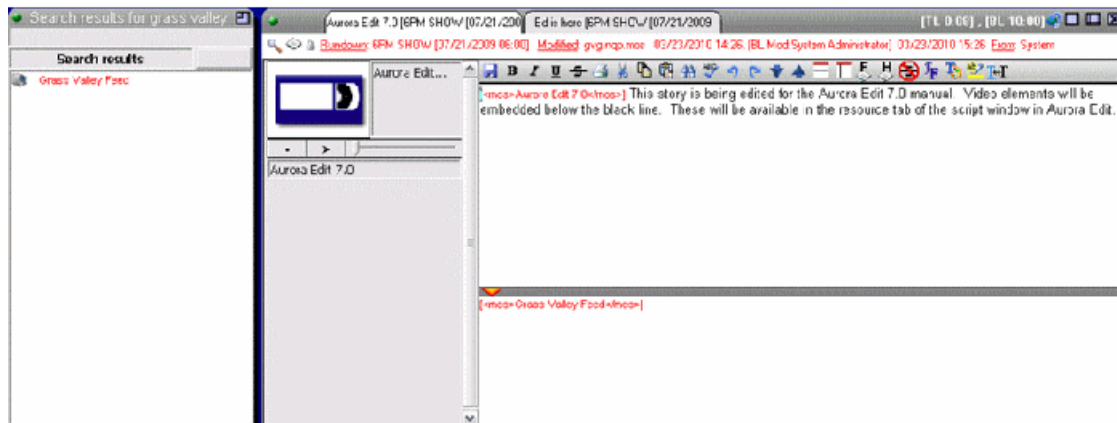 Search results for grass valley
Search results
Grass Valley Feed
Aurora Edit 7.0 [6PM SHOW [07/21/200
Ed is here [6PM SHOW [07/21/2009
[TL 0:06] , [BL 10:00]
Rundown: 6PM SHOW [07/21/2009 06:00] Modified: gvg.nqp.mos 03/23/2010 14:26, [BL Mod:System Administrator] 03/23/2010 15:26 From: System
Aurora Edit...
Aurora Edit 7.0
[<mos>Aurora Edit 7.0</mos>] This story is being edited for the Aurora Edit 7.0 manual. Video elements will be
embedded below the black line. These will be available in the resource tab of the script window in Aurora Edit.
[<mos>Grass Valley Feed</mos>]